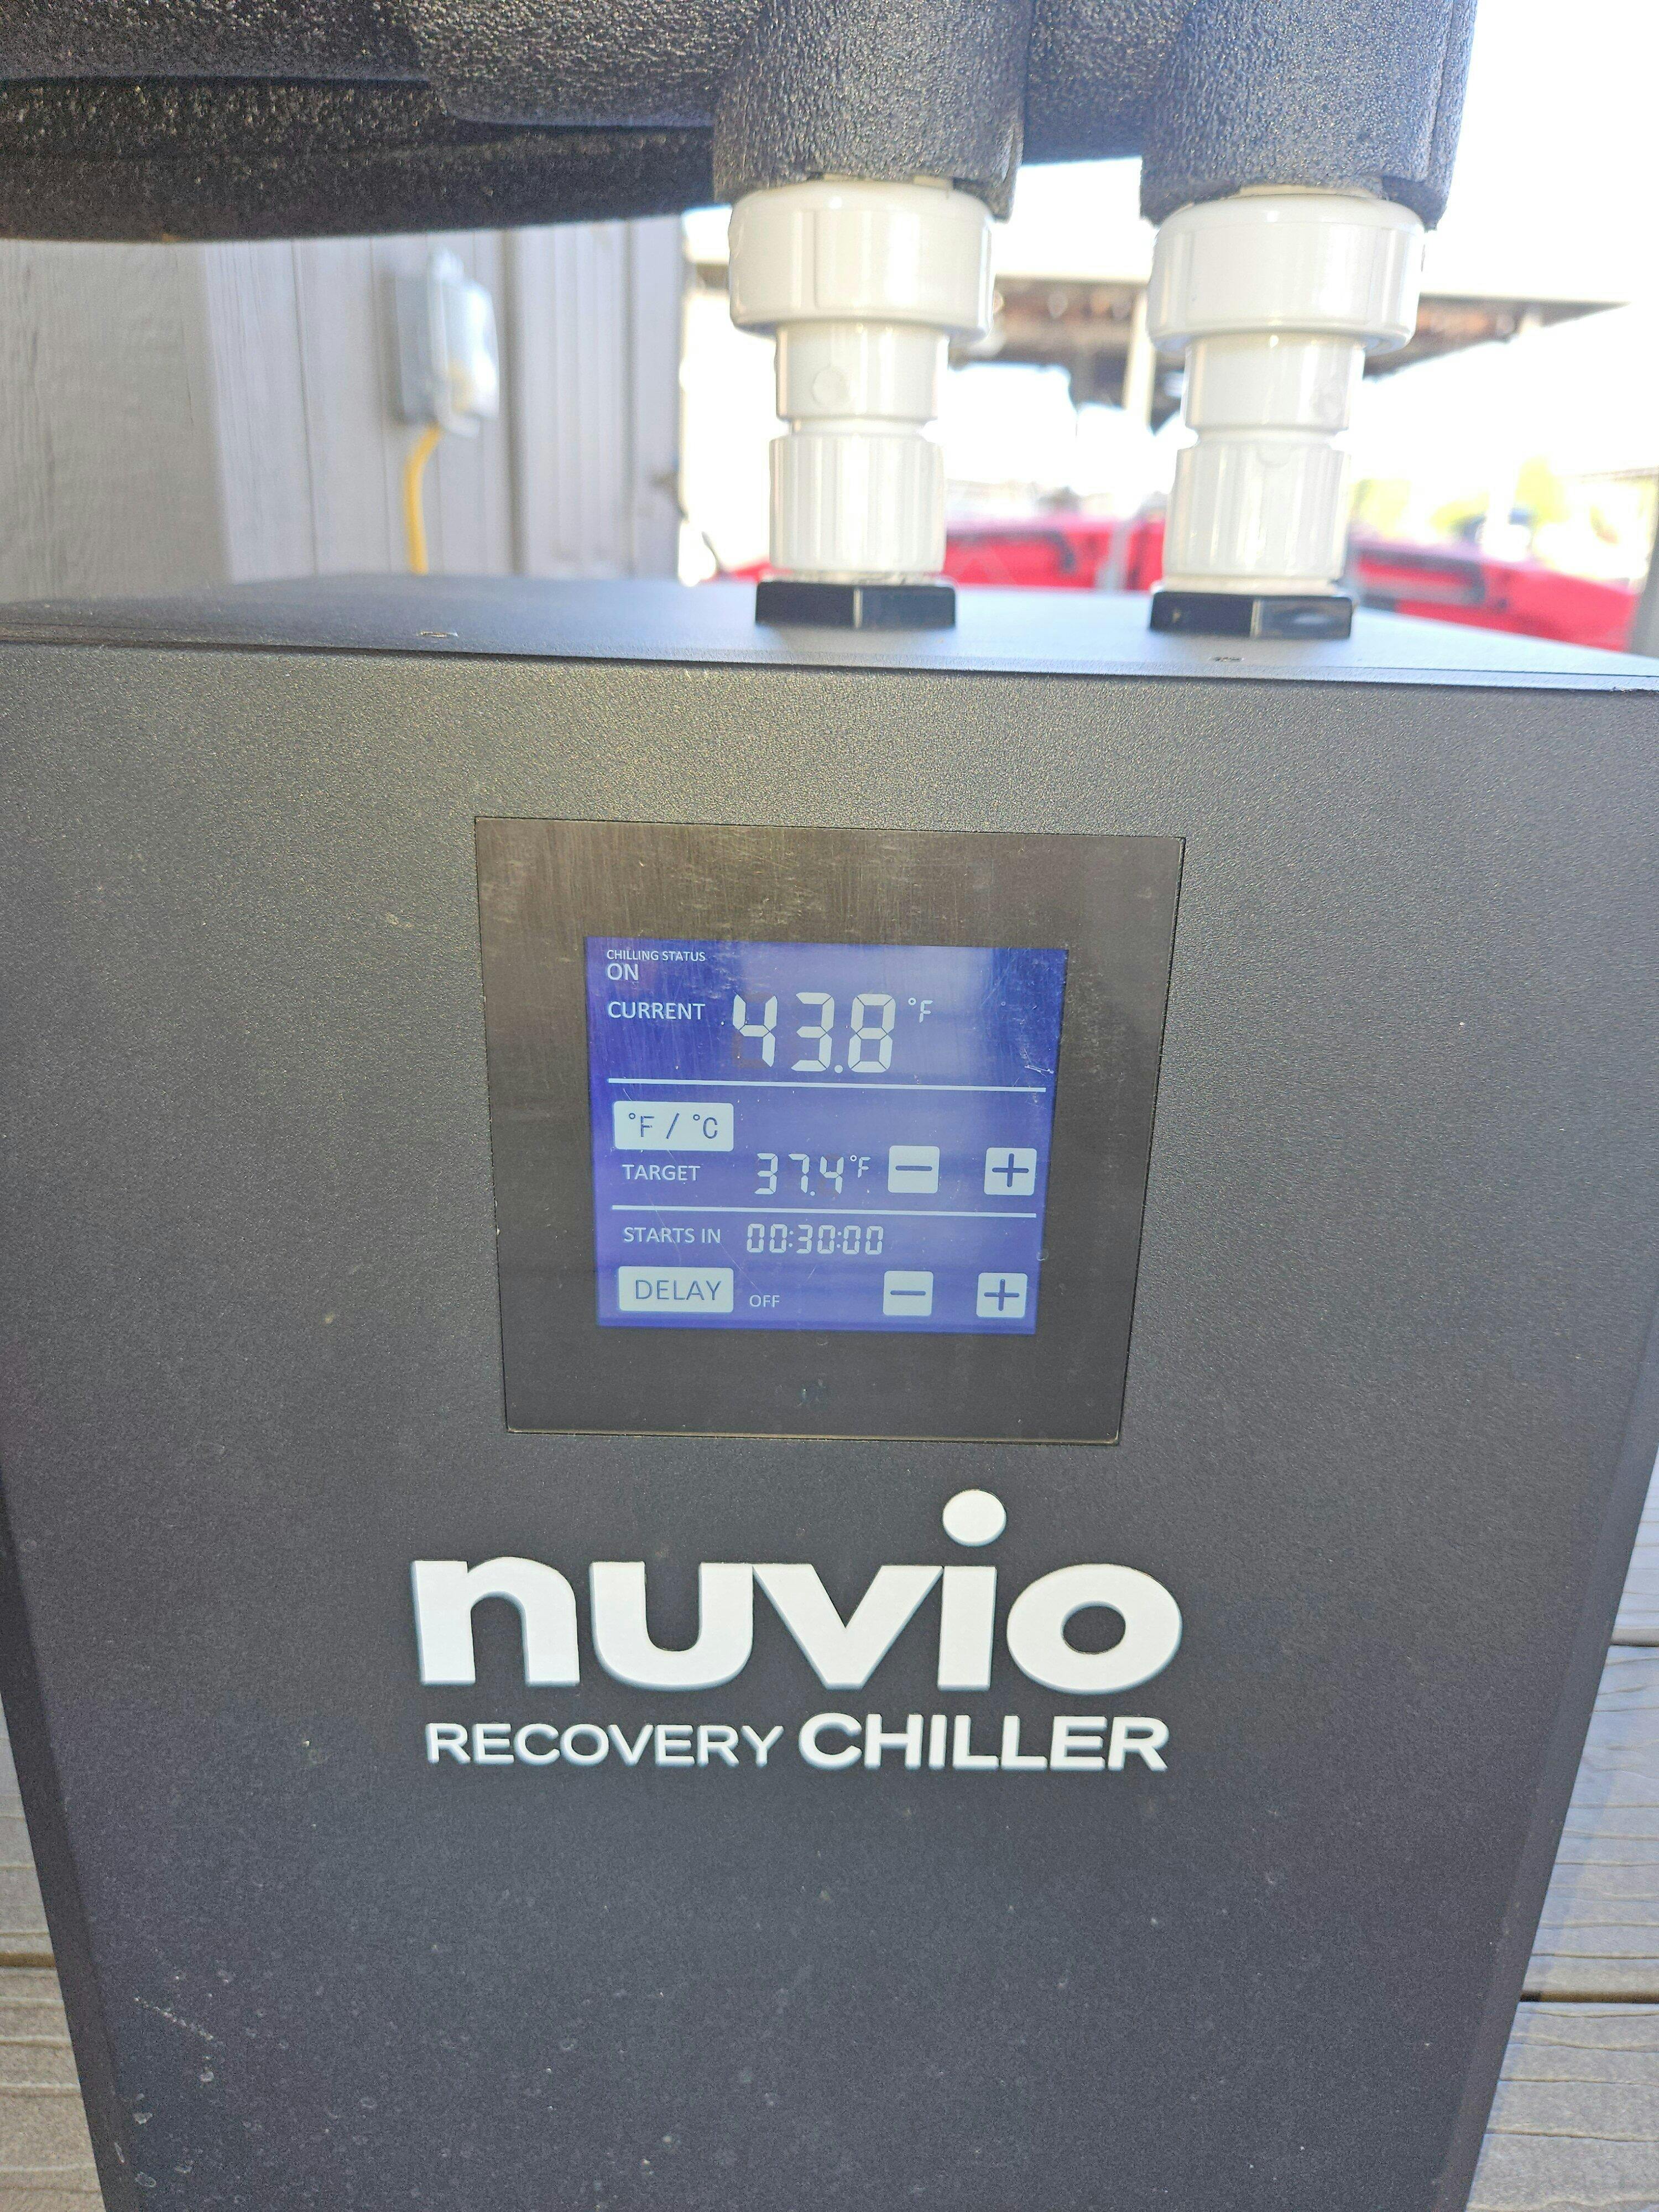 CHILLING STATUS
ON
CURRENT 43.8 °F
°F / °C
TARGET 37.4 °F − +
STARTS IN 00:30:00
DELAY OFF − +
nuvio
RECOVERY CHILLER